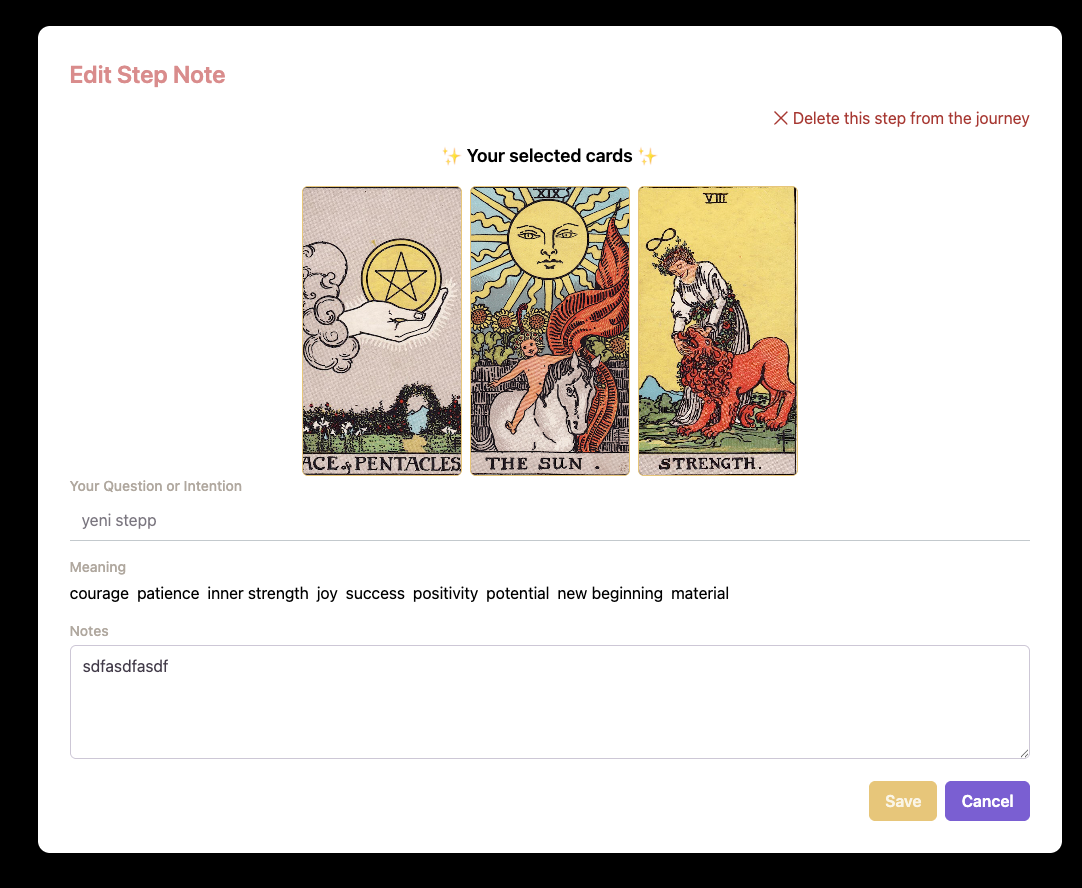 Edit Step Note
Delete this step from the journey
✨ Your selected cards ✨
XIX
VIII
ACE of PENTACLES
THE SUN .
STRENGTH.
Your Question or Intention
yeni stepp
Meaning
courage patience inner strength joy success positivity potential new beginning material
Notes
sdfasdfasdf
Save
Cancel